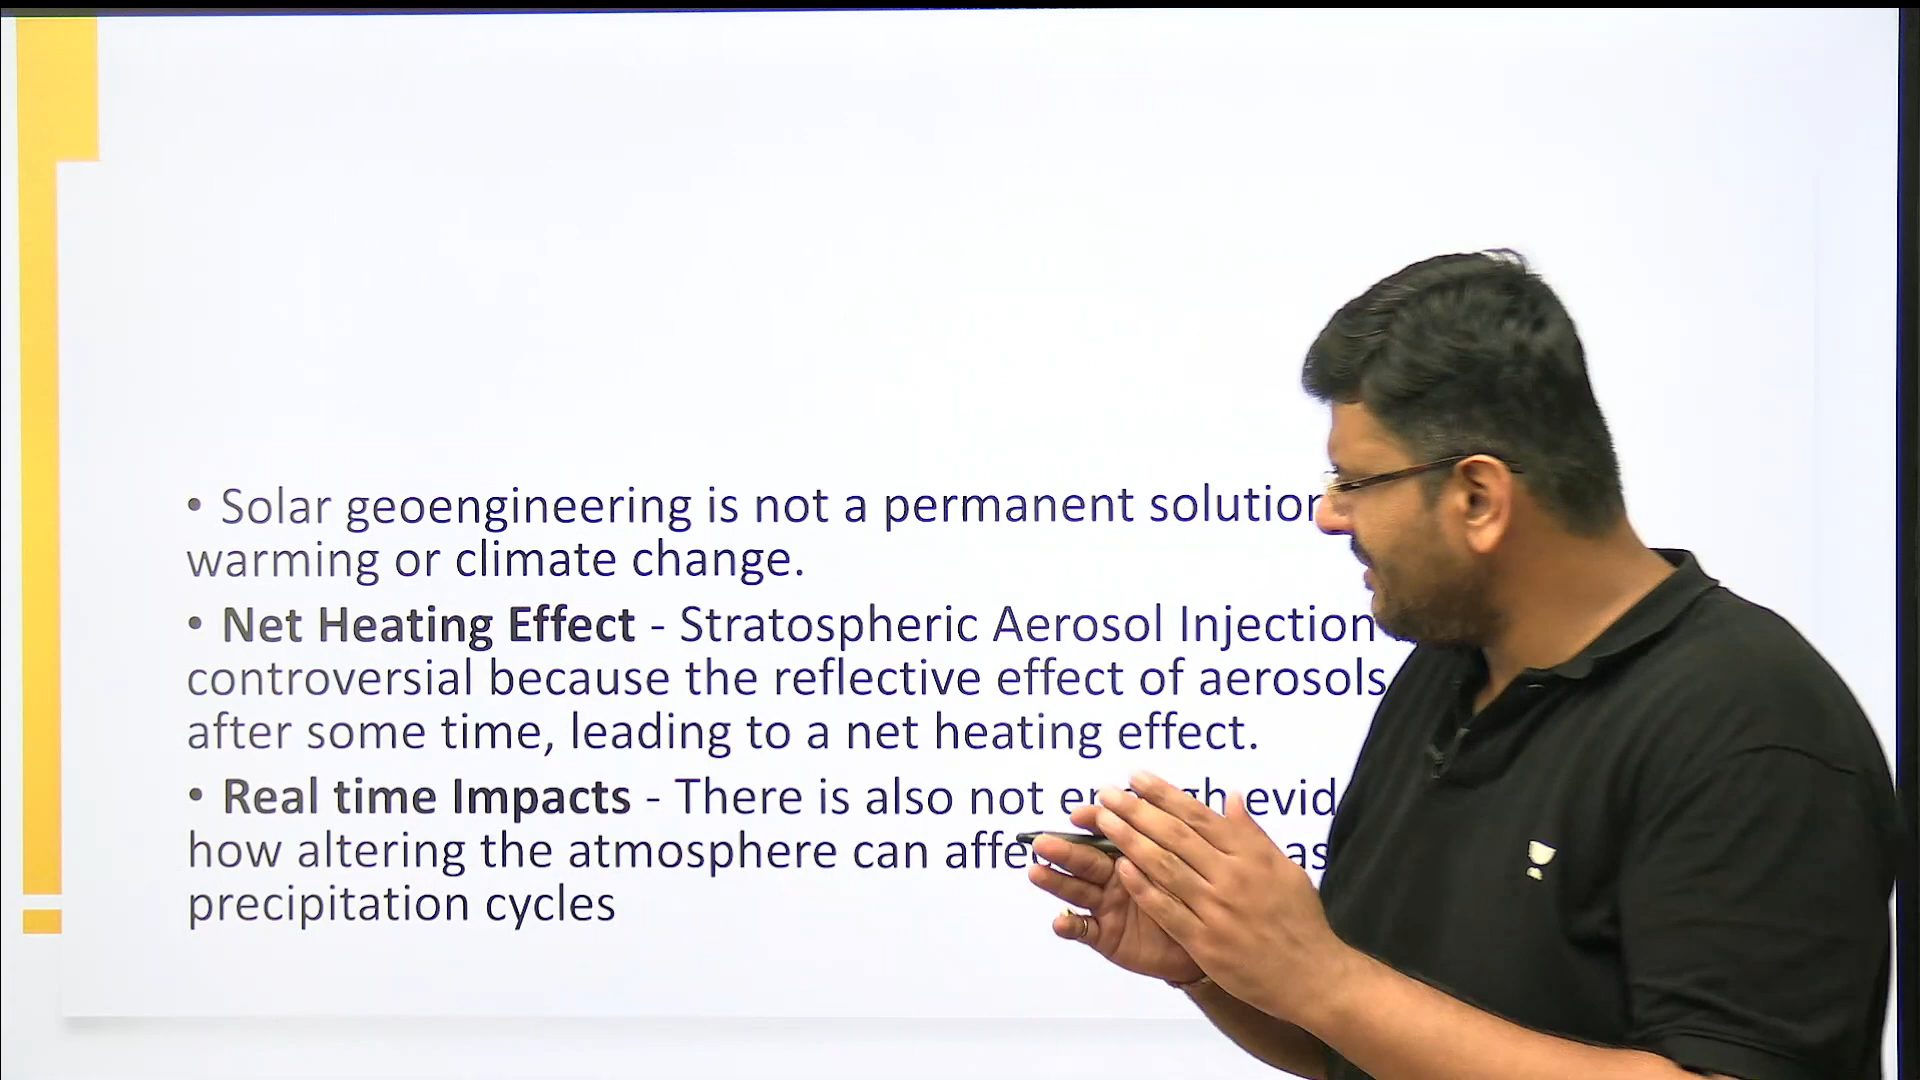 • Solar geoengineering is not a permanent
warming or climate change.
• Net Heating Effect - Stratospheric Aerosol Injection
controversial because the reflective effect of aerosols
after some time, leading to a net heating effect.
• Real time Impacts - There is also not
how altering the atmosphere can
precipitation cycles